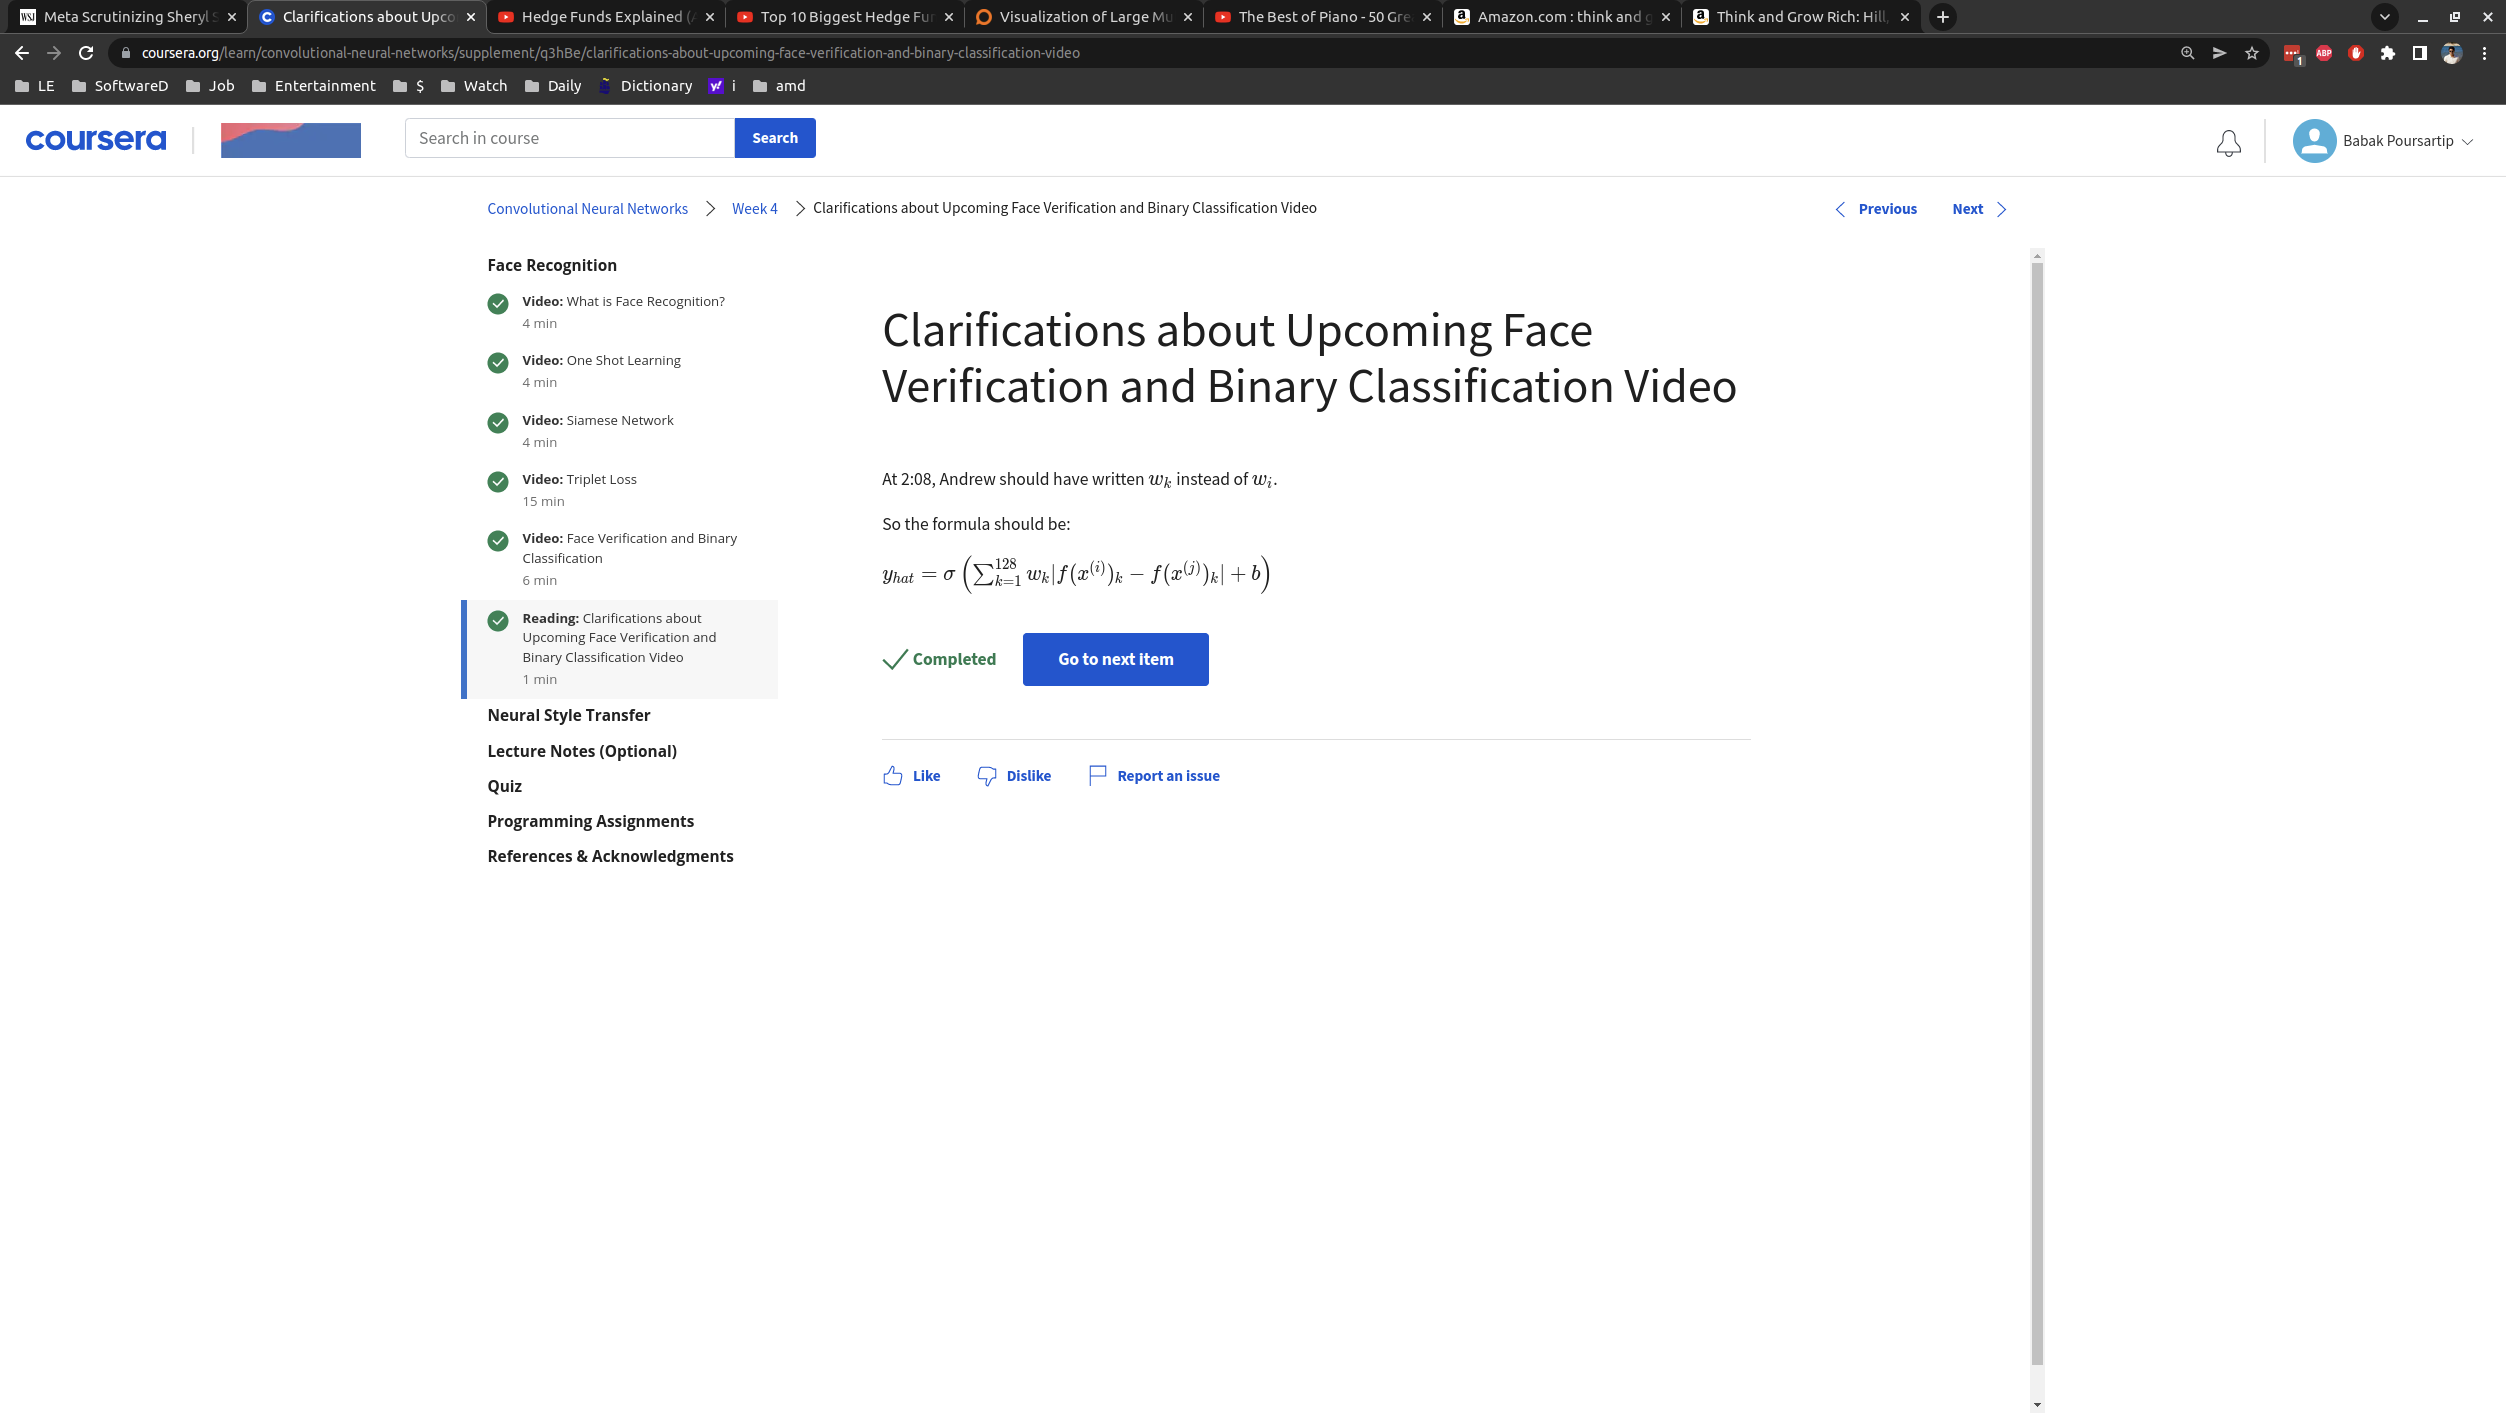 Meta Scrutinizing Sheryl S
Clarifications about Upco
Hedge Funds Explained (
Top 10 Biggest Hedge Fu
Visualization of Large Mu
The Best of Piano - 50 Gre
Amazon.com : think and g
Think and Grow Rich: Hill,
coursera.org/learn/convolutional-neural-networks/supplement/q3hBe/clarifications-about-upcoming-face-verification-and-binary-classification-video
1
ABP
LE SoftwareD Job Entertainment $ Watch Daily Dictionary i amd
coursera
Search in course
Search
Babak Poursartip
Convolutional Neural Networks > Week 4 > Clarifications about Upcoming Face Verification and Binary Classification Video
Previous
Next
Face Recognition
Video: What is Face Recognition?
4 min
Video: One Shot Learning
4 min
Video: Siamese Network
4 min
Video: Triplet Loss
15 min
Video: Face Verification and Binary
Classification
6 min
Reading: Clarifications about
Upcoming Face Verification and
Binary Classification Video
1 min
Neural Style Transfer
Lecture Notes (Optional)
Quiz
Programming Assignments
References & Acknowledgments
Clarifications about Upcoming Face
Verification and Binary Classification Video
At 2:08, Andrew should have written w_k instead of w_i.
So the formula should be:
y_{hat} = σ (∑_{k=1}^{128} w_k|f(x^{(i)})_k − f(x^{(j)})_k| + b)
Completed
Go to next item
Like
Dislike
Report an issue